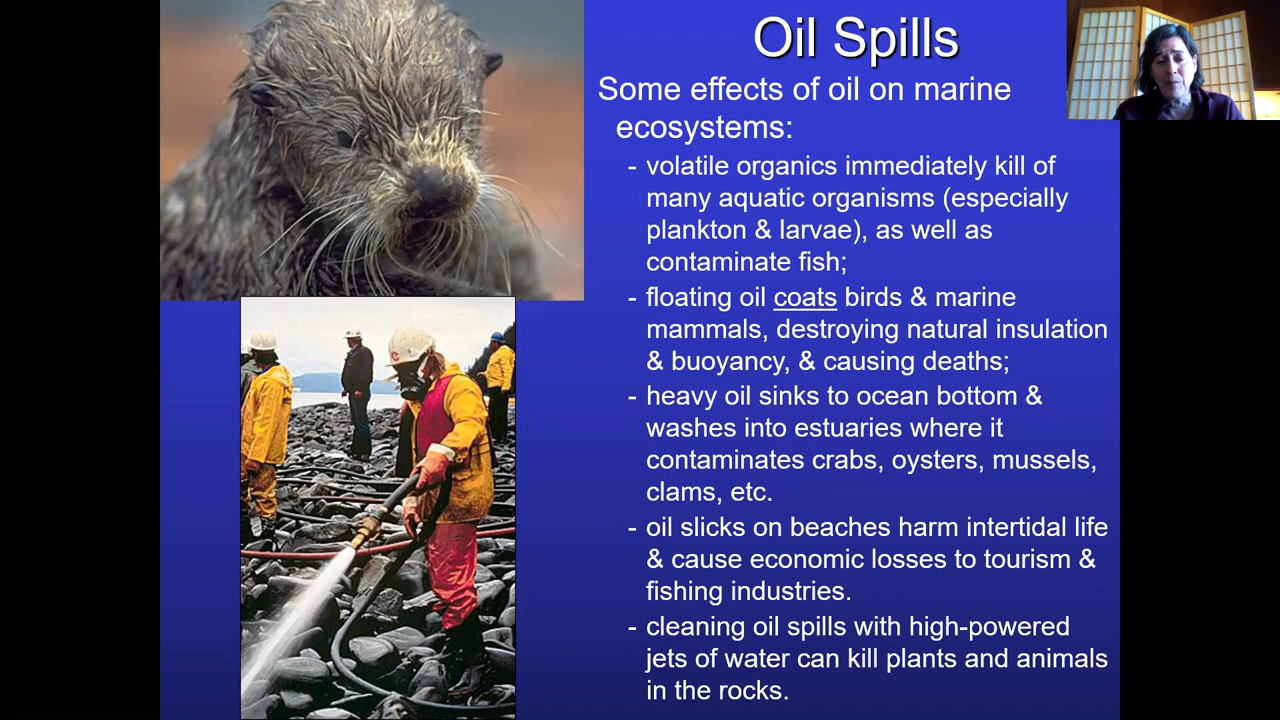 Oil Spills
Some effects of oil on marine
ecosystems:
- volatile organics immediately kill of
many aquatic organisms (especially
plankton & larvae), as well as
contaminate fish;
- floating oil coats birds & marine
mammals, destroying natural insulation
& buoyancy, & causing deaths;
- heavy oil sinks to ocean bottom &
washes into estuaries where it
contaminates crabs, oysters, mussels,
clams, etc.
- oil slicks on beaches harm intertidal life
& cause economic losses to tourism &
fishing industries.
- cleaning oil spills with high-powered
jets of water can kill plants and animals
in the rocks.